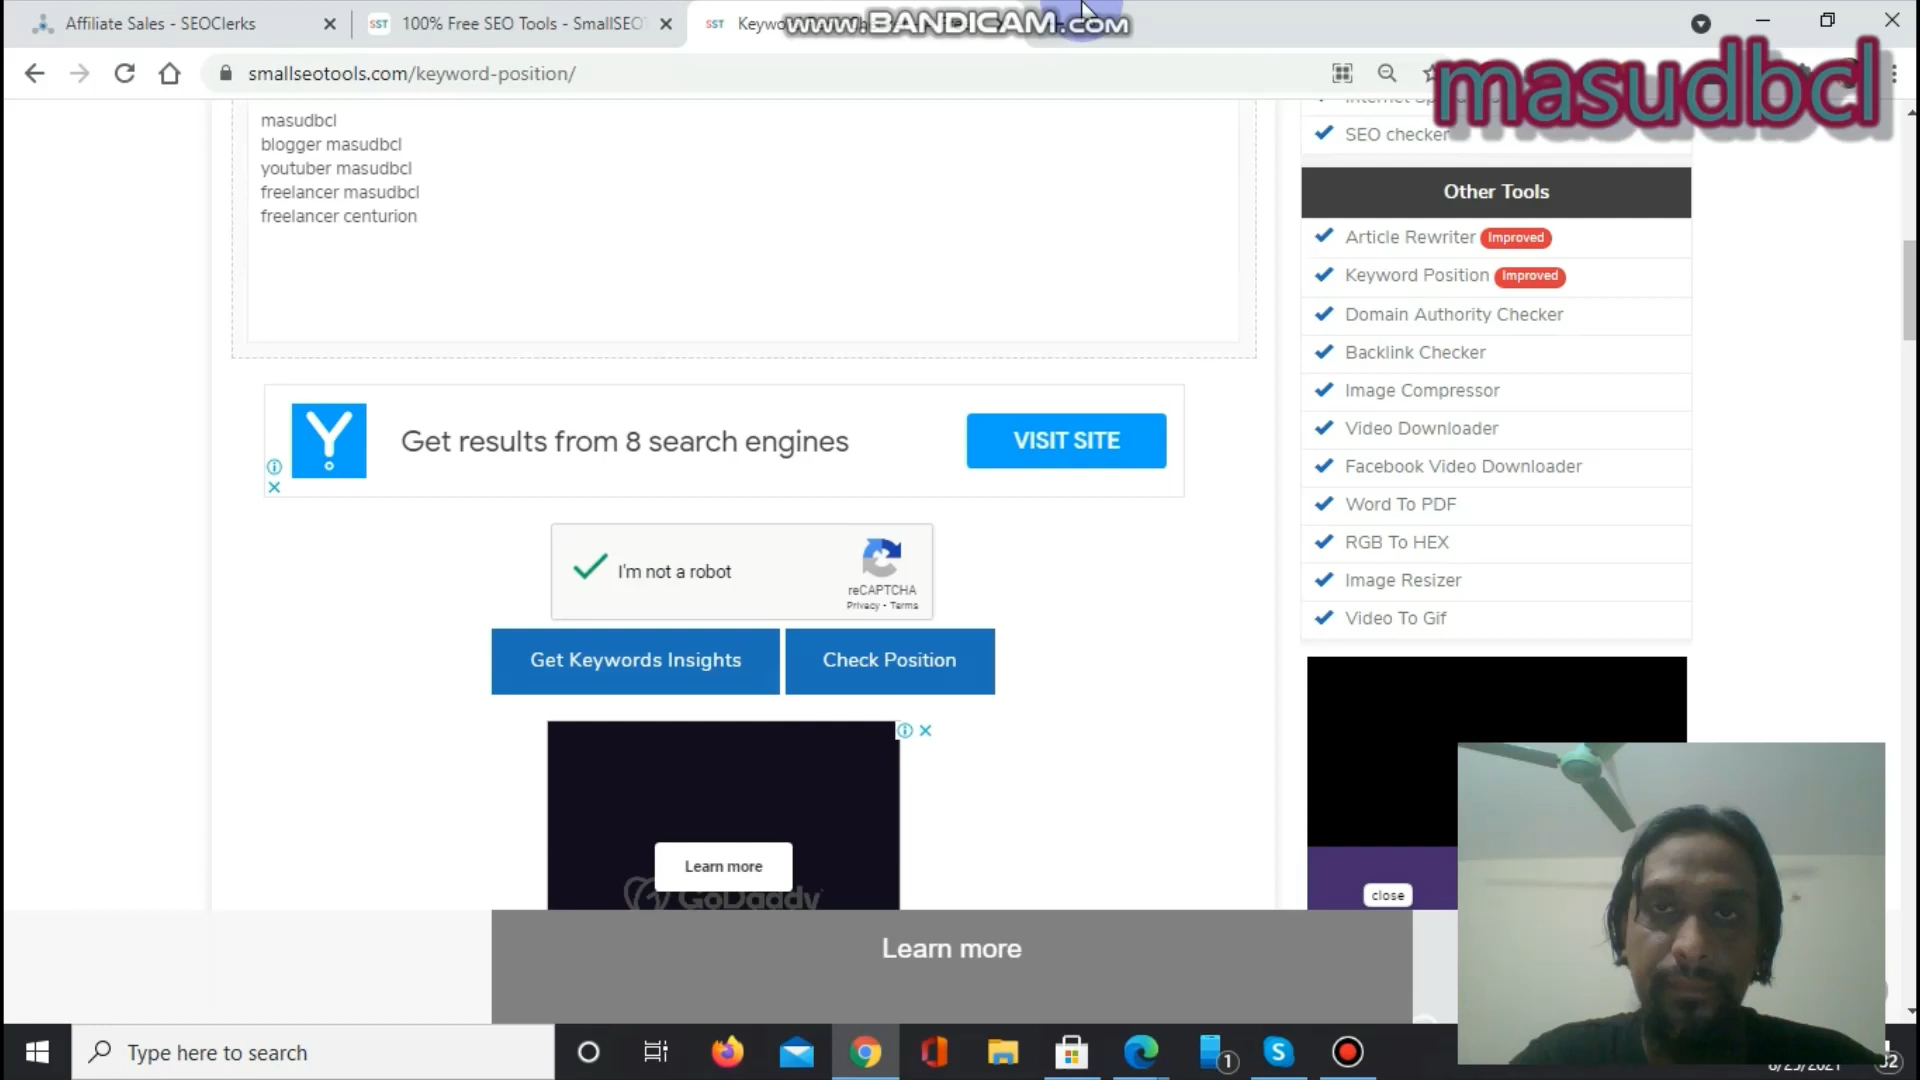 Affiliate Sales - SEOClerks
SST 100% Free SEO Tools - SmallSEO
SST
www.BANDICAM.com
smallseotools.com/keyword-position/
masudbcl
masudbcl
blogger masudbcl
youtuber masudbcl
freelancer masudbcl
freelancer centurion
SEO checker
Other Tools
Article Rewriter Improved
Keyword Position Improved
Domain Authority Checker
Backlink Checker
Image Compressor
Video Downloader
Facebook Video Downloader
Word To PDF
RGB To HEX
Image Resizer
Video To Gif
Get results from 8 search engines
VISIT SITE
I'm not a robot
reCAPTCHA
Privacy - Terms
Get Keywords Insights
Check Position
Learn more
GoDaddy
close
Learn more
Type here to search
1